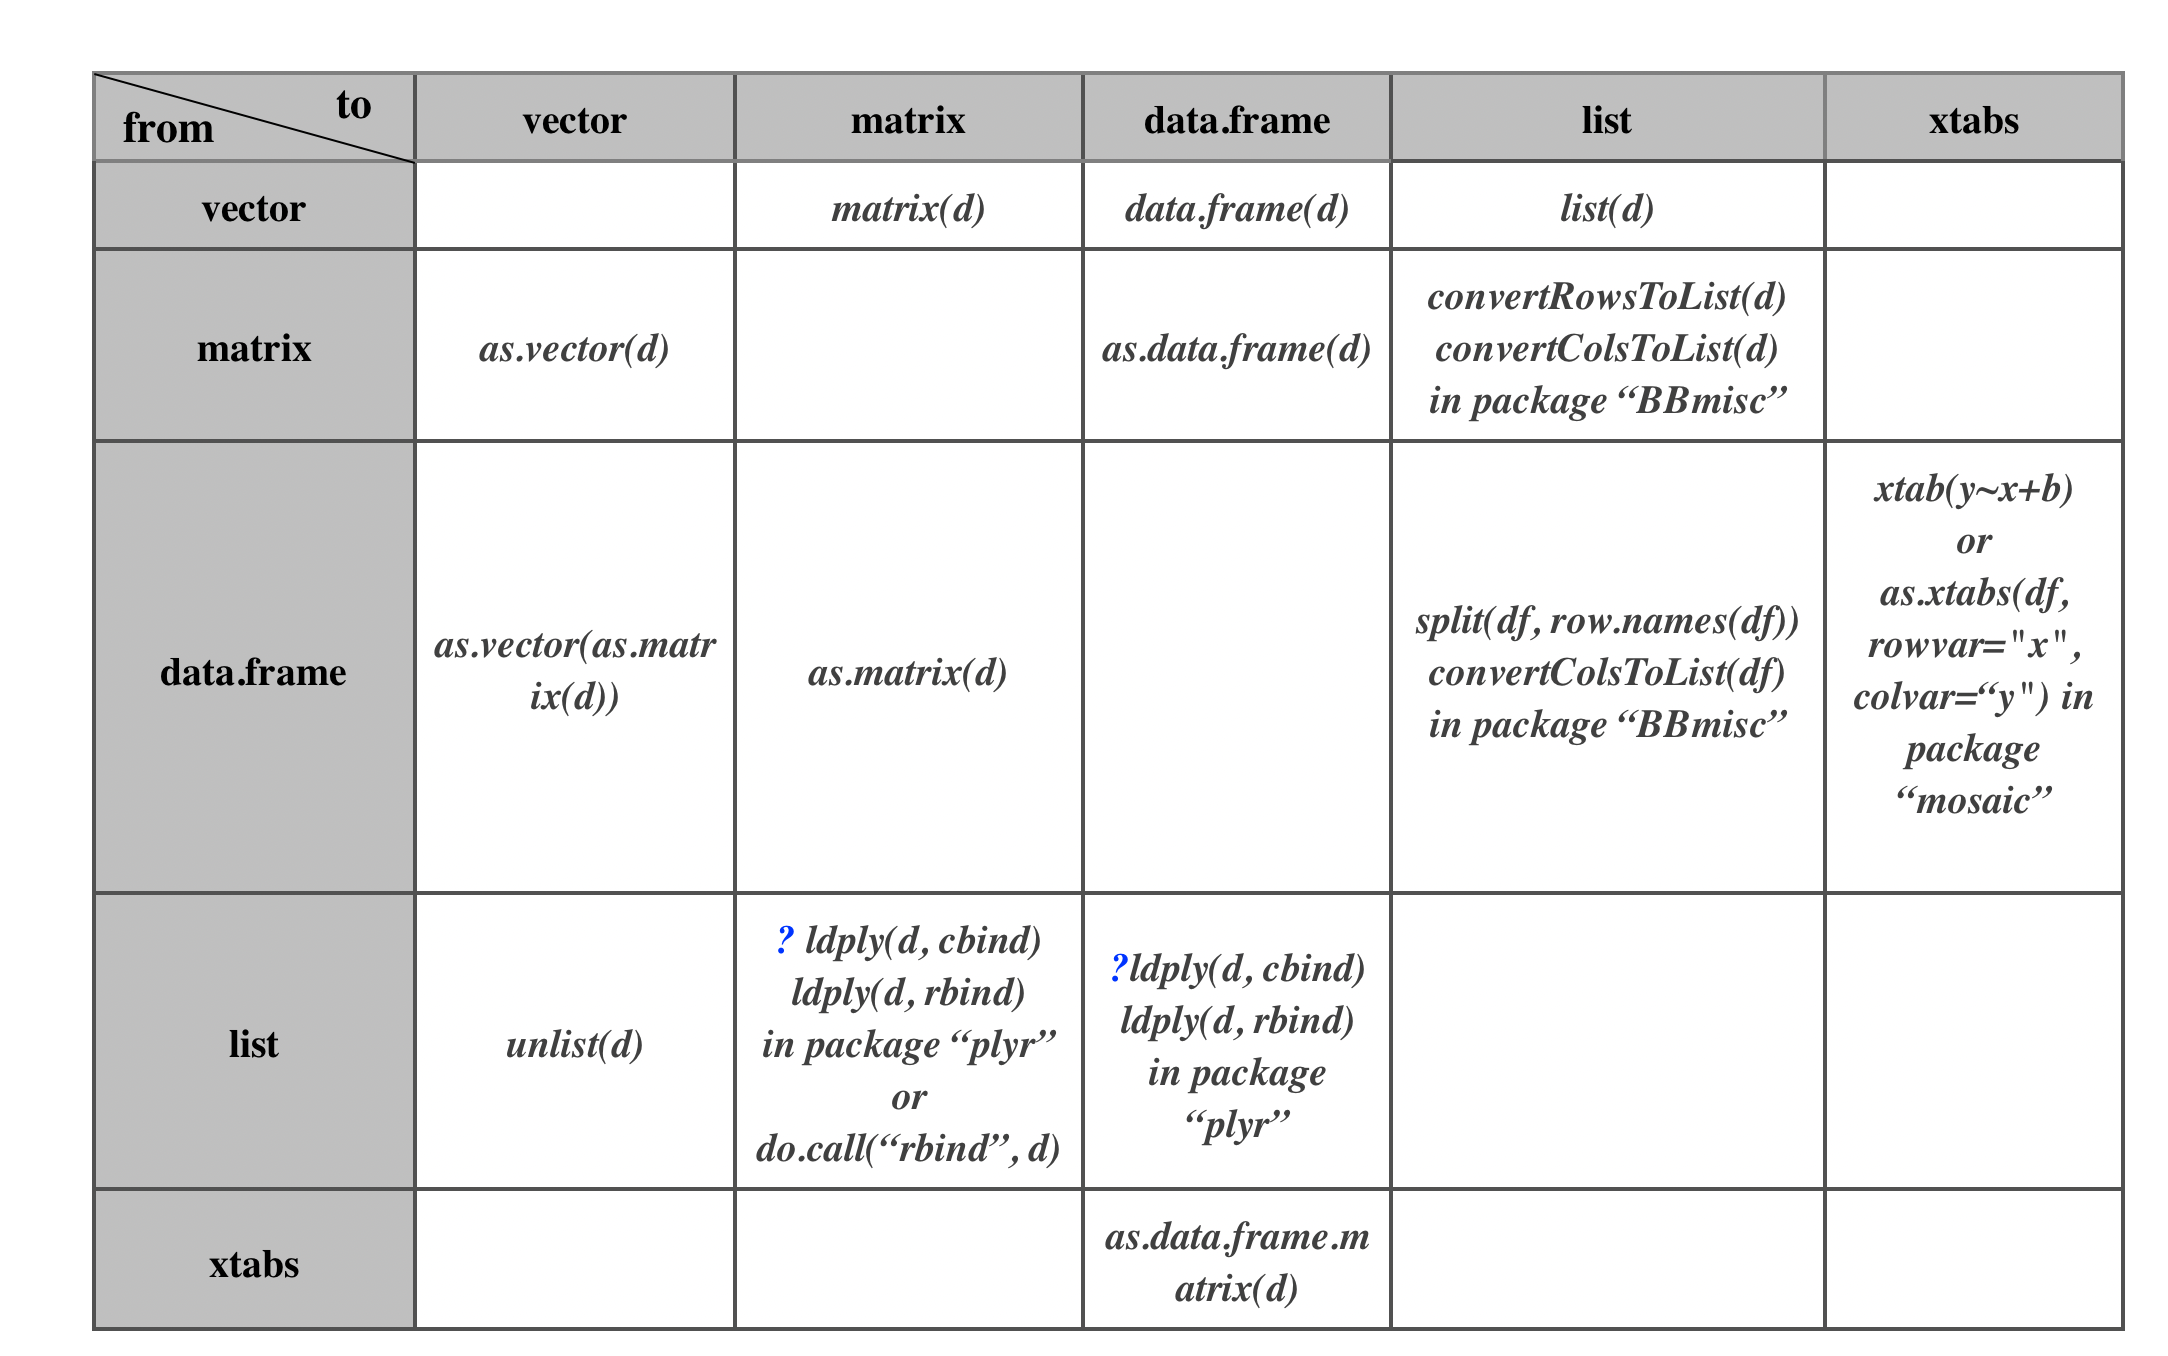 to
from
vector
matrix
data.frame
list
xtabs
vector
matrix(d)
data.frame(d)
list(d)
matrix
as.vector(d)
as.data.frame(d)
convertRowsToList(d)
convertColsToList(d)
in package “BBmisc”
data.frame
as.vector(as.matr
ix(d))
as.matrix(d)
split(df, row.names(df))
convertColsToList(df)
in package “BBmisc”
xtab(y~x+b)
or
as.xtabs(df,
rowvar="x",
colvar=“y") in
package
“mosaic”
list
unlist(d)
? ldply(d, cbind)
ldply(d, rbind)
in package “plyr”
or
do.call(“rbind”, d)
?ldply(d, cbind)
ldply(d, rbind)
in package
“plyr”
xtabs
as.data.frame.m
atrix(d)